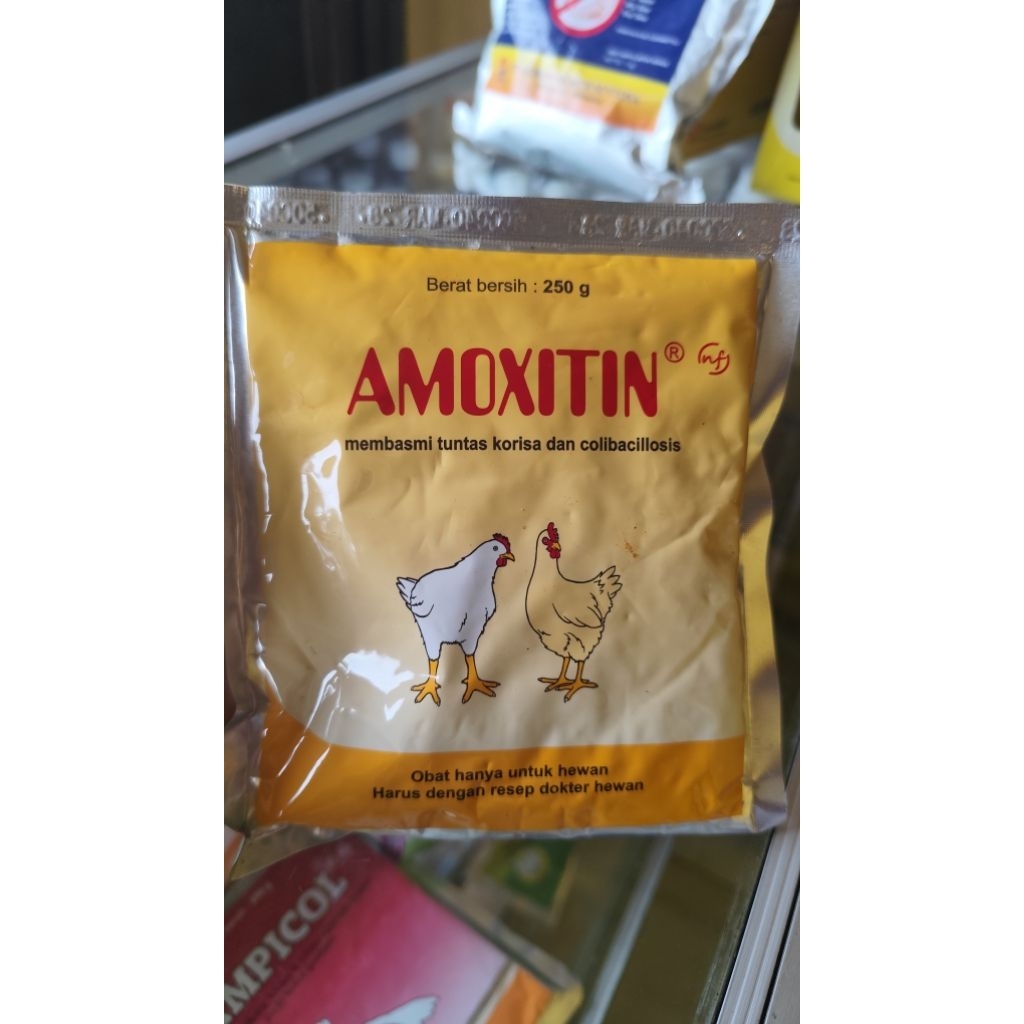 Berat bersih : 250 g
AMOXITIN® nf
membasmi tuntas korisa dan colibacillosis
Obat hanya untuk hewan
Harus dengan resep dokter hewan
MPICOL